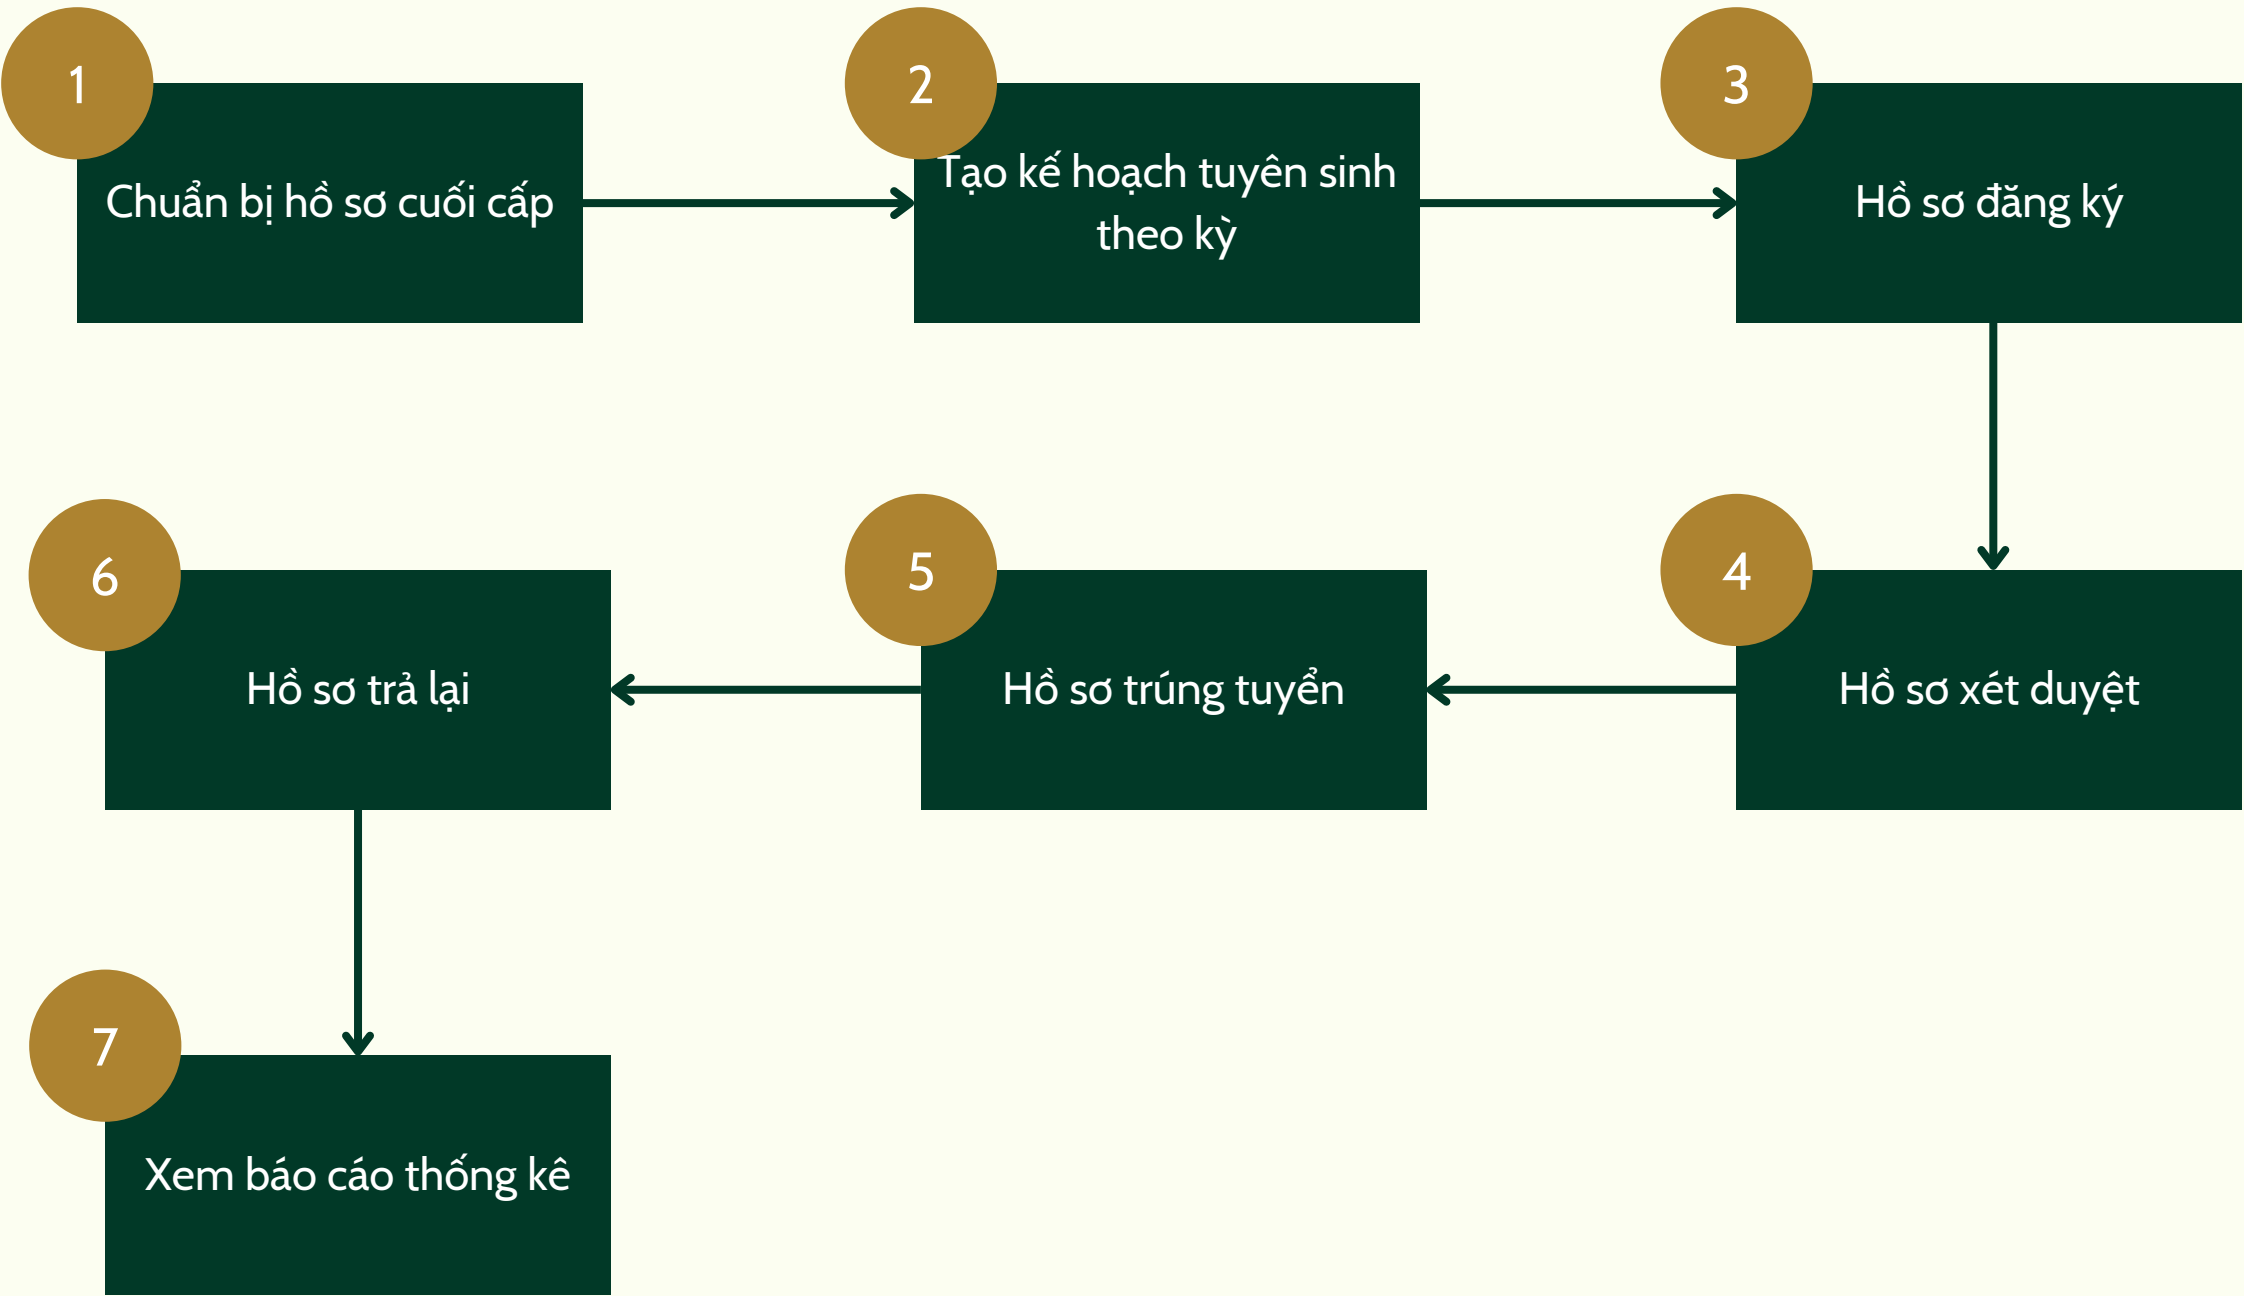 1
Chuẩn bị hồ sơ cuối cấp
2
Tạo kế hoạch tuyên sinh
theo kỳ
3
Hồ sơ đăng ký
4
Hồ sơ xét duyệt
5
Hồ sơ trúng tuyển
6
Hồ sơ trả lại
7
Xem báo cáo thống kê